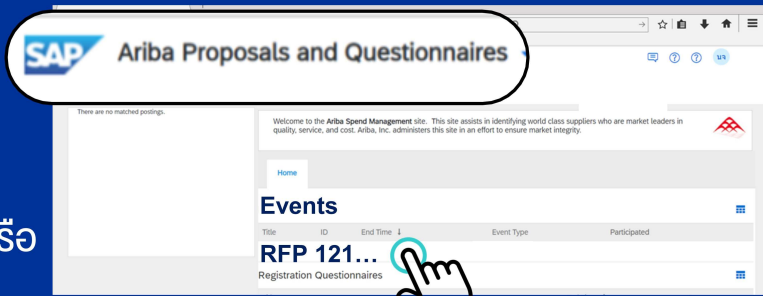 SAP Ariba Proposals and Questionnaires
There are no matched postings.
Welcome to the Ariba Spend Management site. This site assists in identifying world class suppliers who are market leaders in
quality, service, and cost. Ariba, Inc. administers this site in an effort to ensure market integrity.
Home
Events
Title ID End Time ↓ Event Type Participated
รือ
RFP 121...
Registration Questionnaires